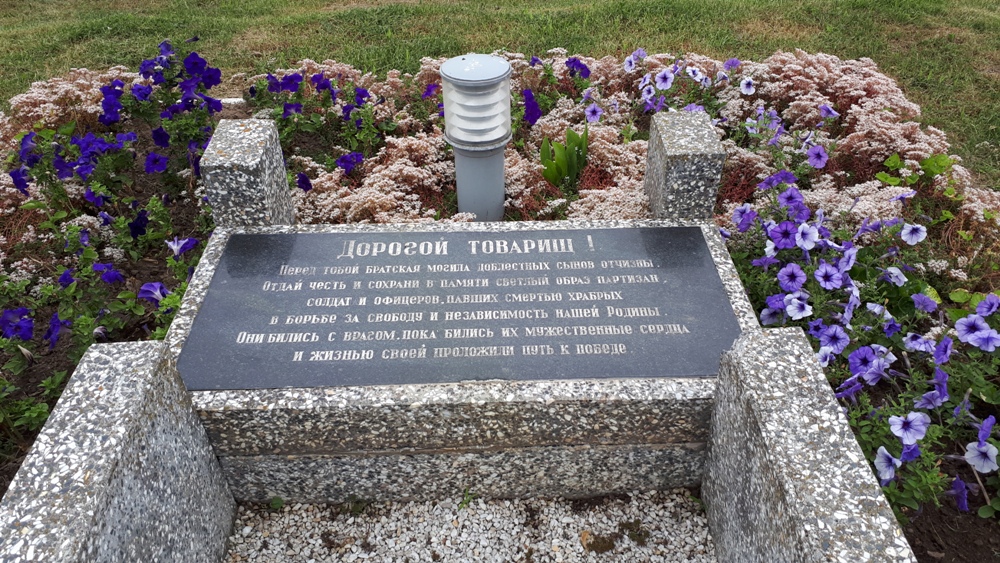 Дорогой товарищ !
Перед тобой братская могила доблестных сынов отчизны.
Отдай честь и сохрани в памяти светлый образ партизан,
солдат и офицеров, павших смертью храбрых
в борьбе за свободу и независимость нашей Родины.
Они бились с врагом, пока бились их мужественные сердца
и жизнью своей проложили путь к победе.